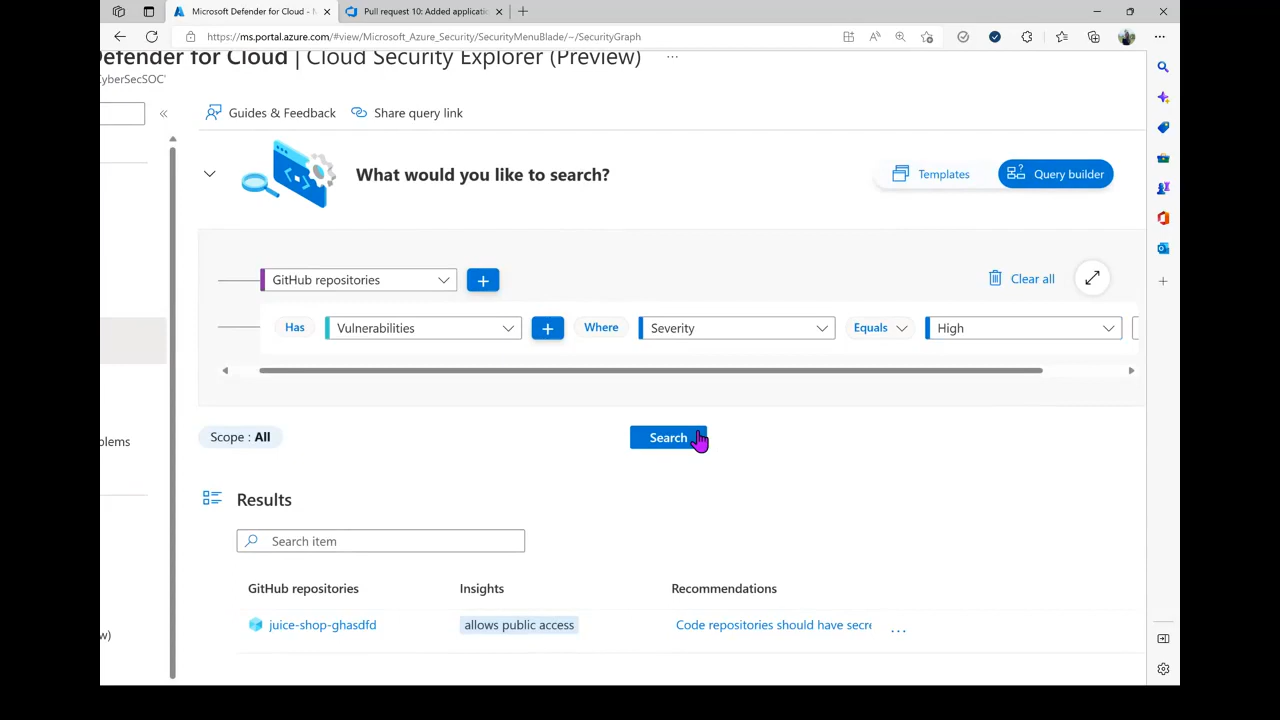 Microsoft Defender for Cloud - M
Pull request 10: Added applicatic
https://ms.portal.azure.com/#view/Microsoft_Azure_Security/SecurityMenuBlade/~/SecurityGraph
Defender for Cloud | Cloud Security Explorer (Preview) ...
CyberSecSOC'
Guides & Feedback
Share query link
What would you like to search?
Templates
Query builder
GitHub repositories
Clear all
Has
Vulnerabilities
Where
Severity
Equals
High
Scope : All
Search
blems
Results
Search item
GitHub repositories
Insights
Recommendations
juice-shop-ghasdfd
allows public access
Code repositories should have secre
...
w)